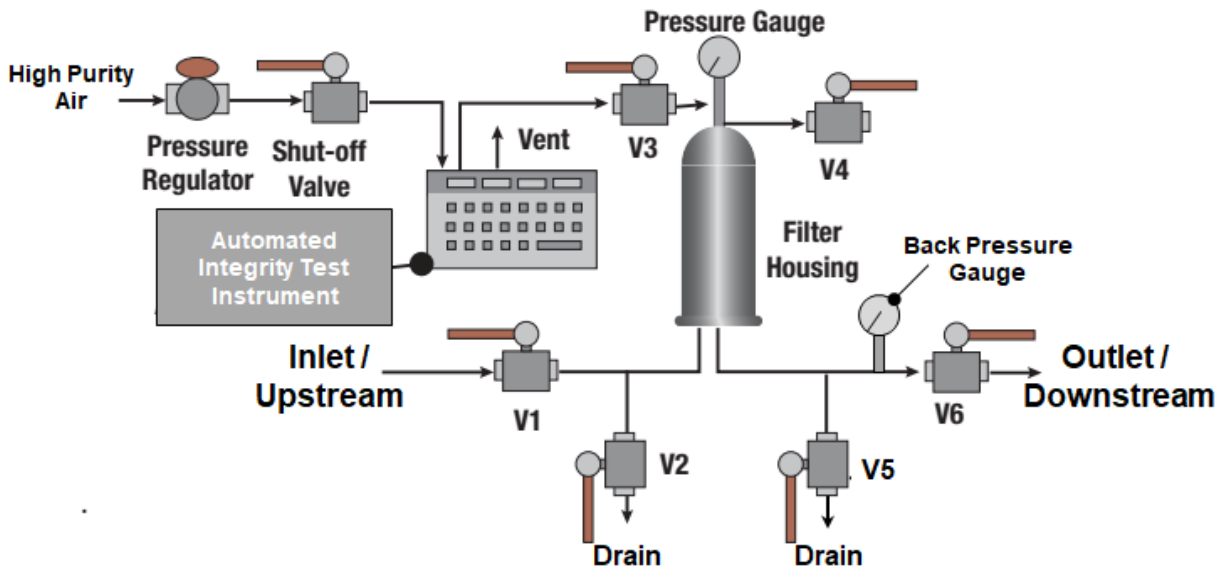 Pressure Gauge
High Purity
Air
Pressure
Regulator
Shut-off
Valve
Vent
V3
V4
Automated
Integrity Test
Instrument
Filter
Housing
Back Pressure
Gauge
Inlet /
Upstream
V1
Outlet /
Downstream
V6
V2
V5
Drain
Drain